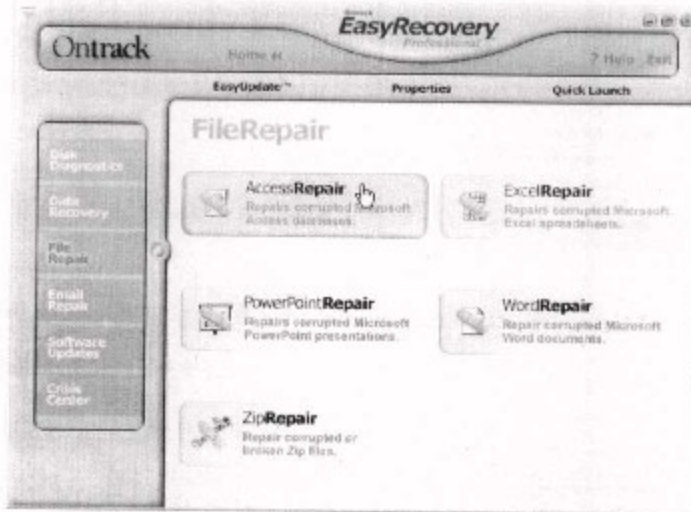 Ontrack
EasyRecovery
Professional
Home
? Help Exit
EasyUpdate™
Properties
Quick Launch
FileRepair
Disk
Diagnostics
Data
Recovery
File
Repair
Email
Repair
Software
Updates
Crisis
Center
AccessRepair
Repairs corrupted Microsoft
Access databases.
ExcelRepair
Repairs corrupted Microsoft
Excel spreadsheets.
PowerPointRepair
Repairs corrupted Microsoft
PowerPoint presentations.
WordRepair
Repair corrupted Microsoft
Word documents.
ZipRepair
Repair corrupted or
broken Zip files.